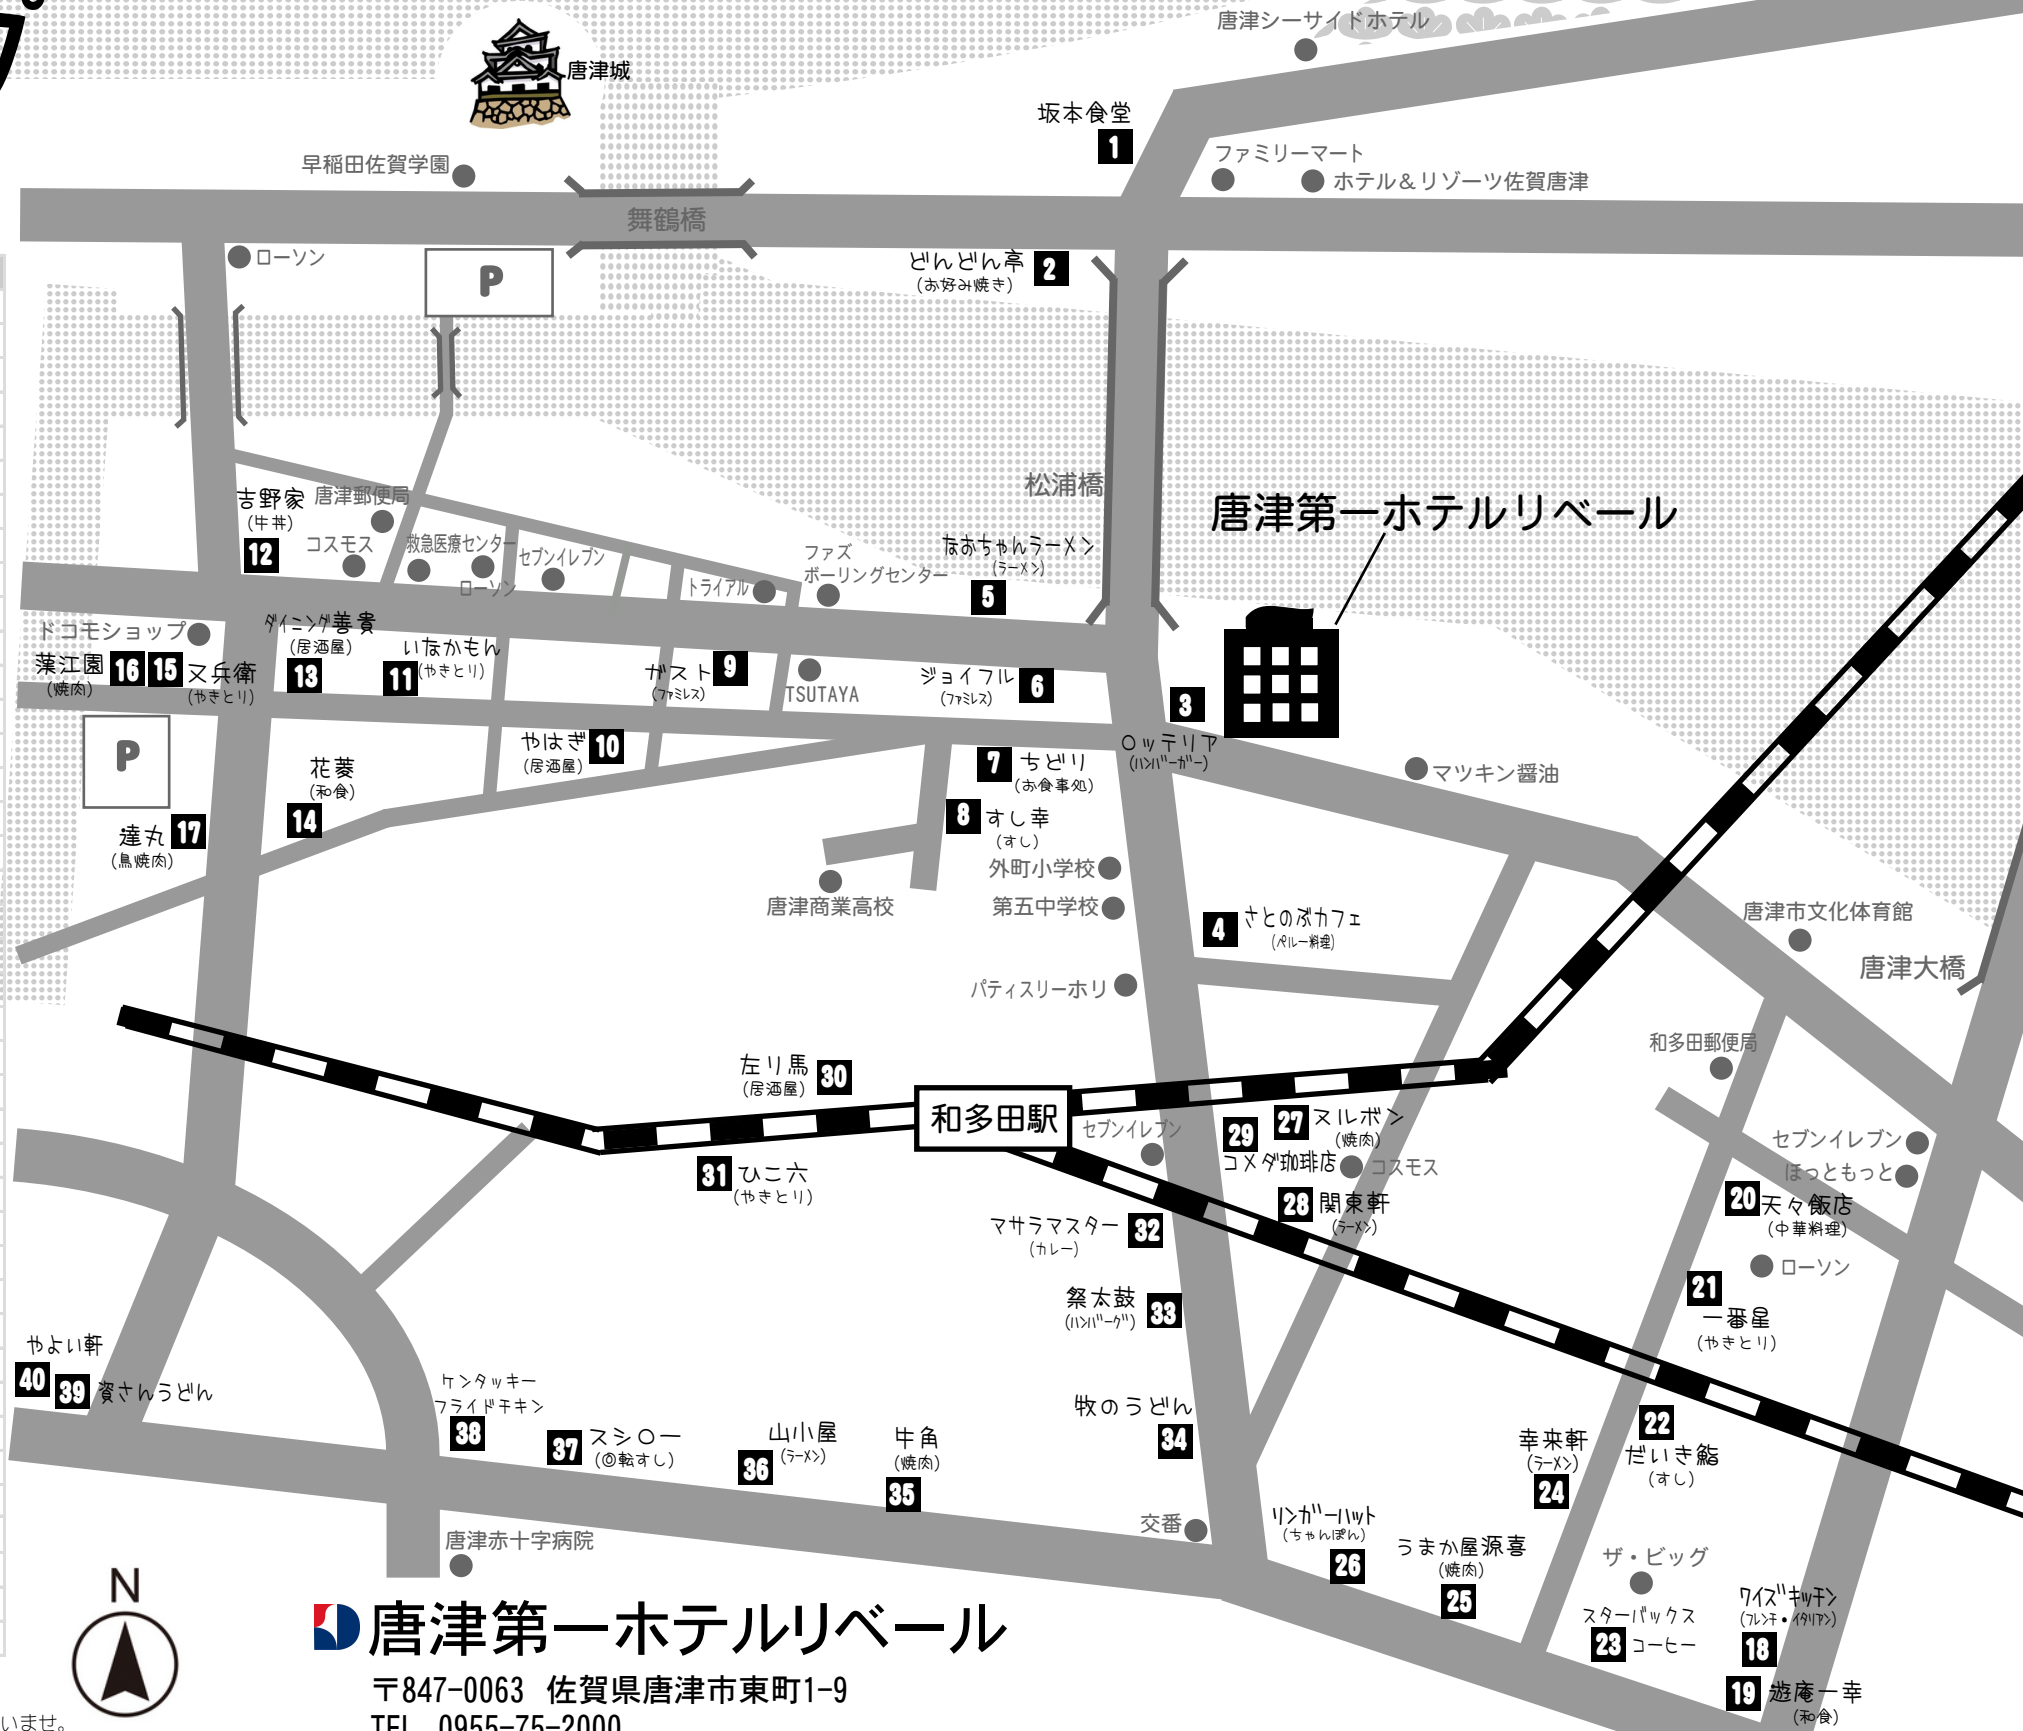 唐津シーサイドホテル
唐津城
坂本食堂
1
早稲田佐賀学園
ファミリーマート
ホテル＆リゾーツ佐賀唐津
舞鶴橋
ローソン
P
どんどん亭
(お好み焼き)
2
松浦橋
唐津第一ホテルリベール
吉野家
(牛丼)
12
唐津郵便局
コスモス
救急医療センター
ローソン
セブンイレブン
トライアル
ファズ
ボーリングセンター
なおちゃんラーメン
(ラーメン)
5
ドコモショップ
ダイニング善貴
(居酒屋)
13
いなかもん
(やきとり)
11
(焼肉)
16
15
又兵衛
(やきとり)
ガスト
(ファミレス)
9
TSUTAYA
ジョイフル
(ファミレス)
6
3
ロッテリア
(ハンバーガー)
P
やはぎ
(居酒屋)
10
花菱
(和食)
14
7
ちどり
(お食事処)
マツキン醤油
達丸
(鳥焼肉)
17
8
すし幸
(すし)
外町小学校
唐津商業高校
第五中学校
4
さとのぶカフェ
(ペルー料理)
唐津市文化体育館
唐津大橋
パティスリーホリ
和多田郵便局
左り馬
(居酒屋)
30
和多田駅
セブンイレブン
29
コメダ珈琲店
27
ヌルボン
(焼肉)
コスモス
セブンイレブン
ほっともっと
31
ひこ六
(やきとり)
28
関東軒
(ラーメン)
20
天々飯店
(中華料理)
マサラマスター
(カレー)
32
ローソン
21
一番星
(やきとり)
祭太鼓
(ハンバーグ)
33
やよい軒
40
39
資さんうどん
ケンタッキー
フライドチキン
38
37
スシロー
(回転すし)
山小屋
(ラーメン)
36
牛角
(焼肉)
35
牧のうどん
34
幸来軒
(ラーメン)
24
22
だいき鮨
(すし)
交番
リンガーハット
(ちゃんぽん)
26
うまか屋源喜
(焼肉)
25
ザ・ビッグ
スターバックス
コーヒー
23
ワイズキッチン
(フレンチ・イタリアン)
18
19
遊庵一幸
(和食)
唐津赤十字病院
N
唐津第一ホテルリベール
〒847-0063 佐賀県唐津市東町1-9
TEL 0955-75-2000
いませ。